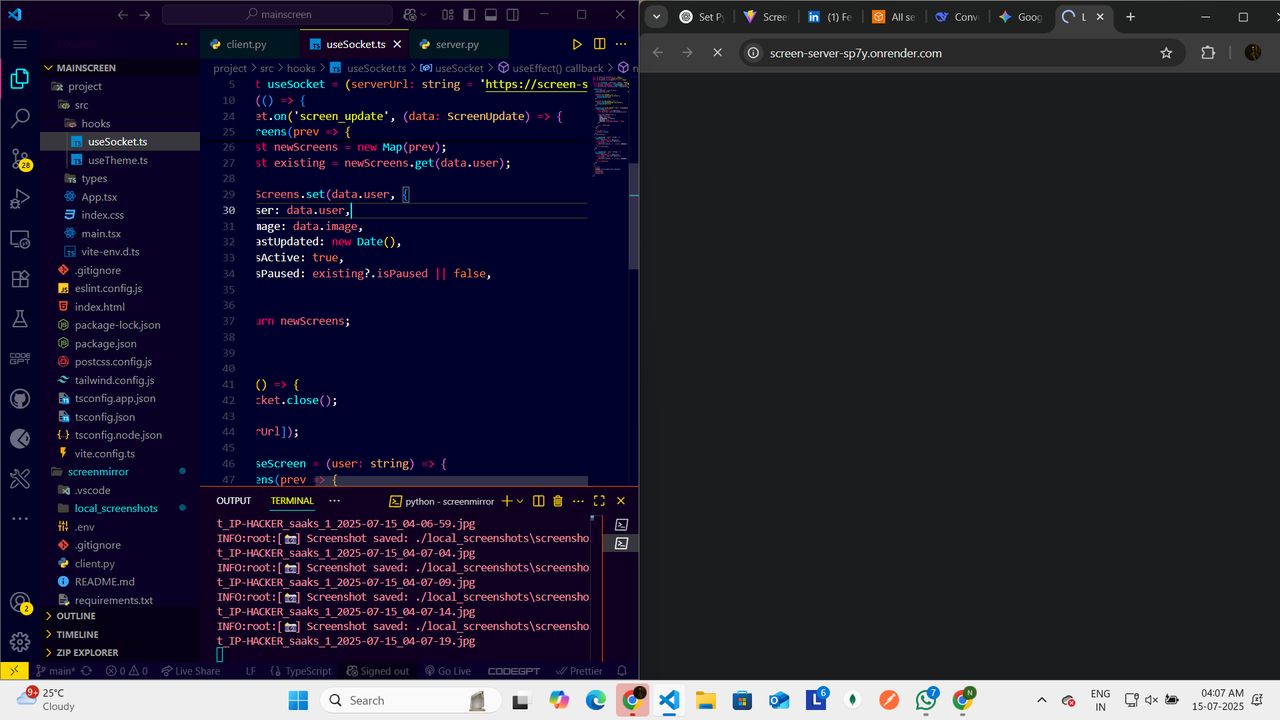 mainscreen
Set P
Scree
(1) Fe
All se
Conv
Goog
L
client.py
useSocket.ts
server.py
screen-server-sp7y.onrender.com
MAINSCREEN
project > src > hooks > useSocket.ts > useSocket > useEffect() callback >
project
src
hooks
useSocket.ts
useTheme.ts
types
App.tsx
index.css
main.tsx
vite-env.d.ts
.gitignore
eslint.config.js
index.html
package-lock.json
package.json
postcss.config.js
tailwind.config.js
tsconfig.app.json
tsconfig.json
tsconfig.node.json
vite.config.ts
screenmirror
.vscode
local_screenshots
.env
.gitignore
client.py
README.md
requirements.txt
OUTLINE
TIMELINE
ZIP EXPLORER
28
CODE
GPT
2
5 t useSocket = (serverUrl: string = 'https://screen-s
10 (() => {
24 et.on('screen_update', (data: ScreenUpdate) => {
25 reens(prev => {
26 st newScreens = new Map(prev);
27 st existing = newScreens.get(data.user);
28
29 Screens.set(data.user, {
30 ser: data.user,
31 mage: data.image,
32 astUpdated: new Date(),
33 sActive: true,
34 sPaused: existing?.isPaused || false,
35
36
37 urn newScreens;
38
39
40
41 () => {
42 cket.close();
43
44 rUrl]);
45
46 seScreen = (user: string) => {
47 ens(prev => {
OUTPUT
TERMINAL
python - screenmirror
t_IP-HACKER_saaks_1_2025-07-15_04-06-59.jpg
INFO:root:[📸] Screenshot saved: ./local_screenshots\screensho
t_IP-HACKER_saaks_1_2025-07-15_04-07-04.jpg
INFO:root:[📸] Screenshot saved: ./local_screenshots\screensho
t_IP-HACKER_saaks_1_2025-07-15_04-07-09.jpg
INFO:root:[📸] Screenshot saved: ./local_screenshots\screensho
t_IP-HACKER_saaks_1_2025-07-15_04-07-14.jpg
INFO:root:[📸] Screenshot saved: ./local_screenshots\screensho
t_IP-HACKER_saaks_1_2025-07-15_04-07-19.jpg
main* 0 0 Live Share LF {} TypeScript Signed out Go Live CODEGPT Prettier
9+
25°C
Cloudy
Search
6
7
N
ENG
IN
04:07 AM
15-07-2025